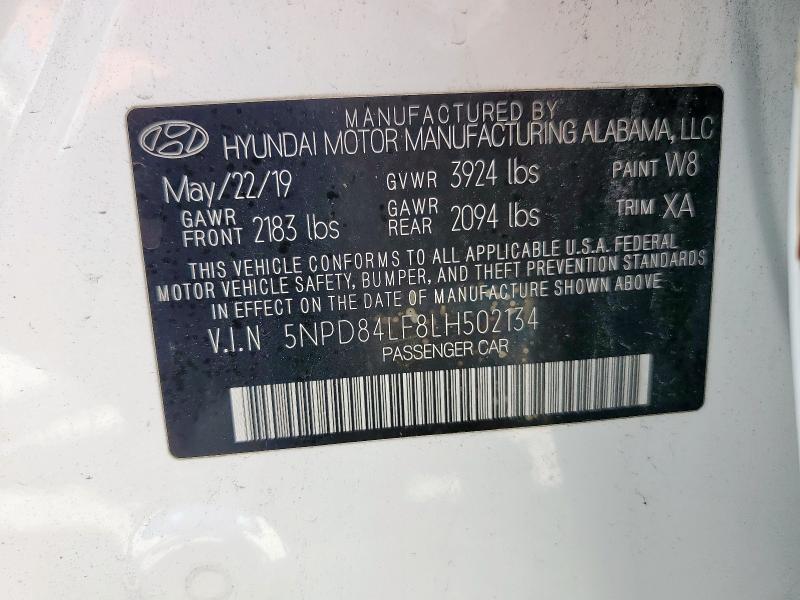 MANUFACTURED BY
HYUNDAI MOTOR MANUFACTURING ALABAMA, LLC
May/22/19 GVWR 3924 lbs PAINT W8
GAWR FRONT 2183 lbs GAWR REAR 2094 lbs TRIM XA
THIS VEHICLE CONFORMS TO ALL APPLICABLE U.S.A. FEDERAL
MOTOR VEHICLE SAFETY, BUMPER, AND THEFT PREVENTION STANDARDS
IN EFFECT ON THE DATE OF MANUFACTURE SHOWN ABOVE
V.I.N 5NPD84LF8LH502134
PASSENGER CAR